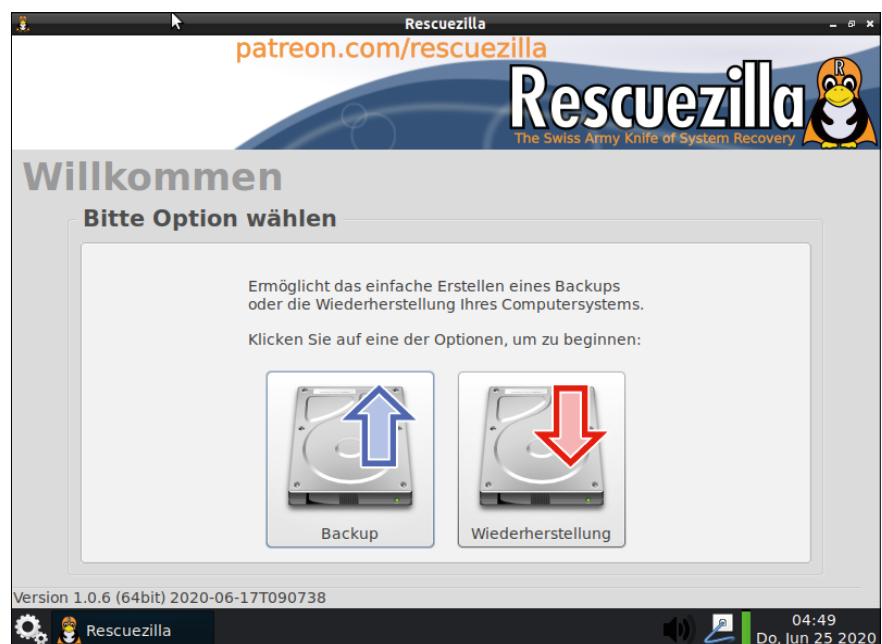 Rescuezilla
patreon.com/rescuezilla
R
Rescuezilla
The Swiss Army Knife of System Recovery
Willkommen
Bitte Option wählen
Ermöglicht das einfache Erstellen eines Backups
oder die Wiederherstellung Ihres Computersystems.
Klicken Sie auf eine der Optionen, um zu beginnen:
Backup
Wiederherstellung
Version 1.0.6 (64bit) 2020-06-17T090738
Rescuezilla
04:49
Do, Jun 25 2020